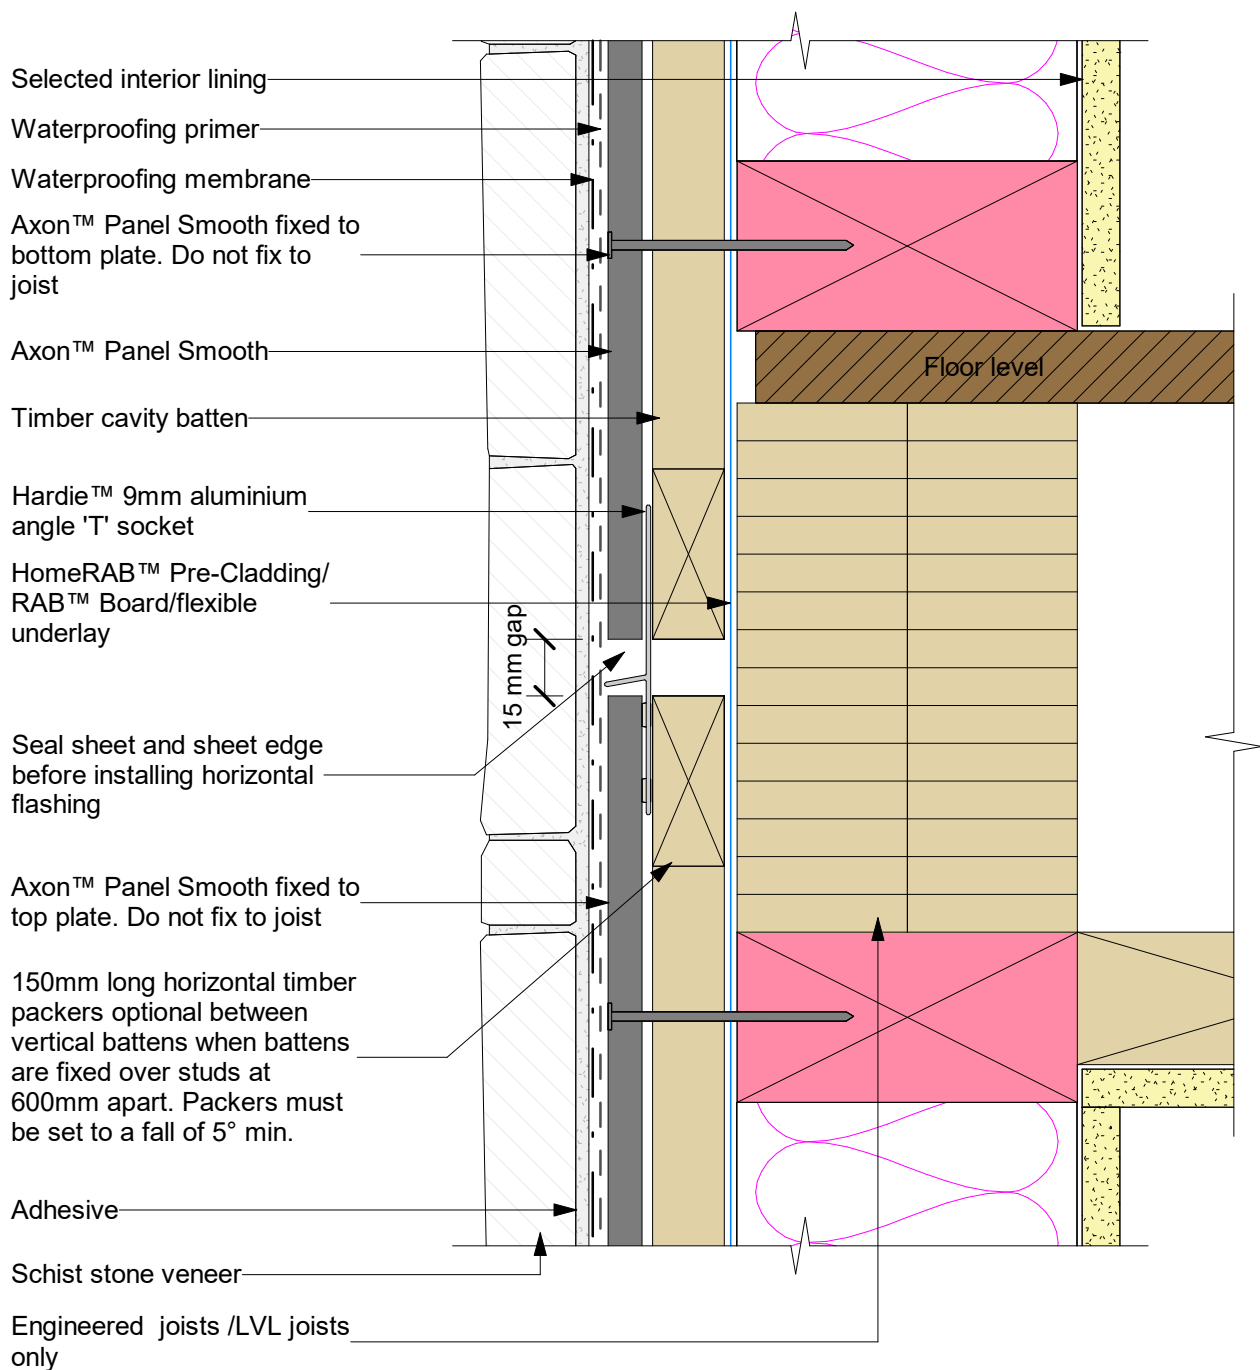 Selected interior lining
Waterproofing primer
Waterproofing membrane
Axon™ Panel Smooth fixed to
bottom plate. Do not fix to
joist
Axon™ Panel Smooth
Floor level
Timber cavity batten
Hardie™ 9mm aluminium
angle 'T' socket
HomeRAB™ Pre-Cladding/
RAB™ Board/flexible
underlay
15 mm gap
Seal sheet and sheet edge
before installing horizontal
flashing
Axon™ Panel Smooth fixed to
top plate. Do not fix to joist
150mm long horizontal timber
packers optional between
vertical battens when battens
are fixed over studs at
600mm apart. Packers must
be set to a fall of 5° min.
Adhesive
Schist stone veneer
Engineered joists /LVL joists
only